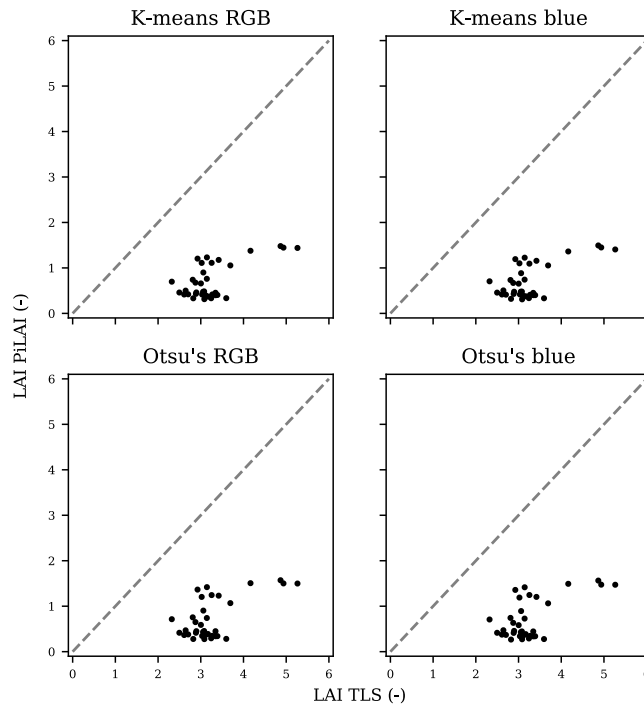 K-means RGB
K-means blue
6
5
4
3
2
1
0
Otsu's RGB
Otsu's blue
6
5
4
3
2
1
0
0 1 2 3 4 5 6
0 1 2 3 4 5
LAI PiLAI (-)
LAI TLS (-)